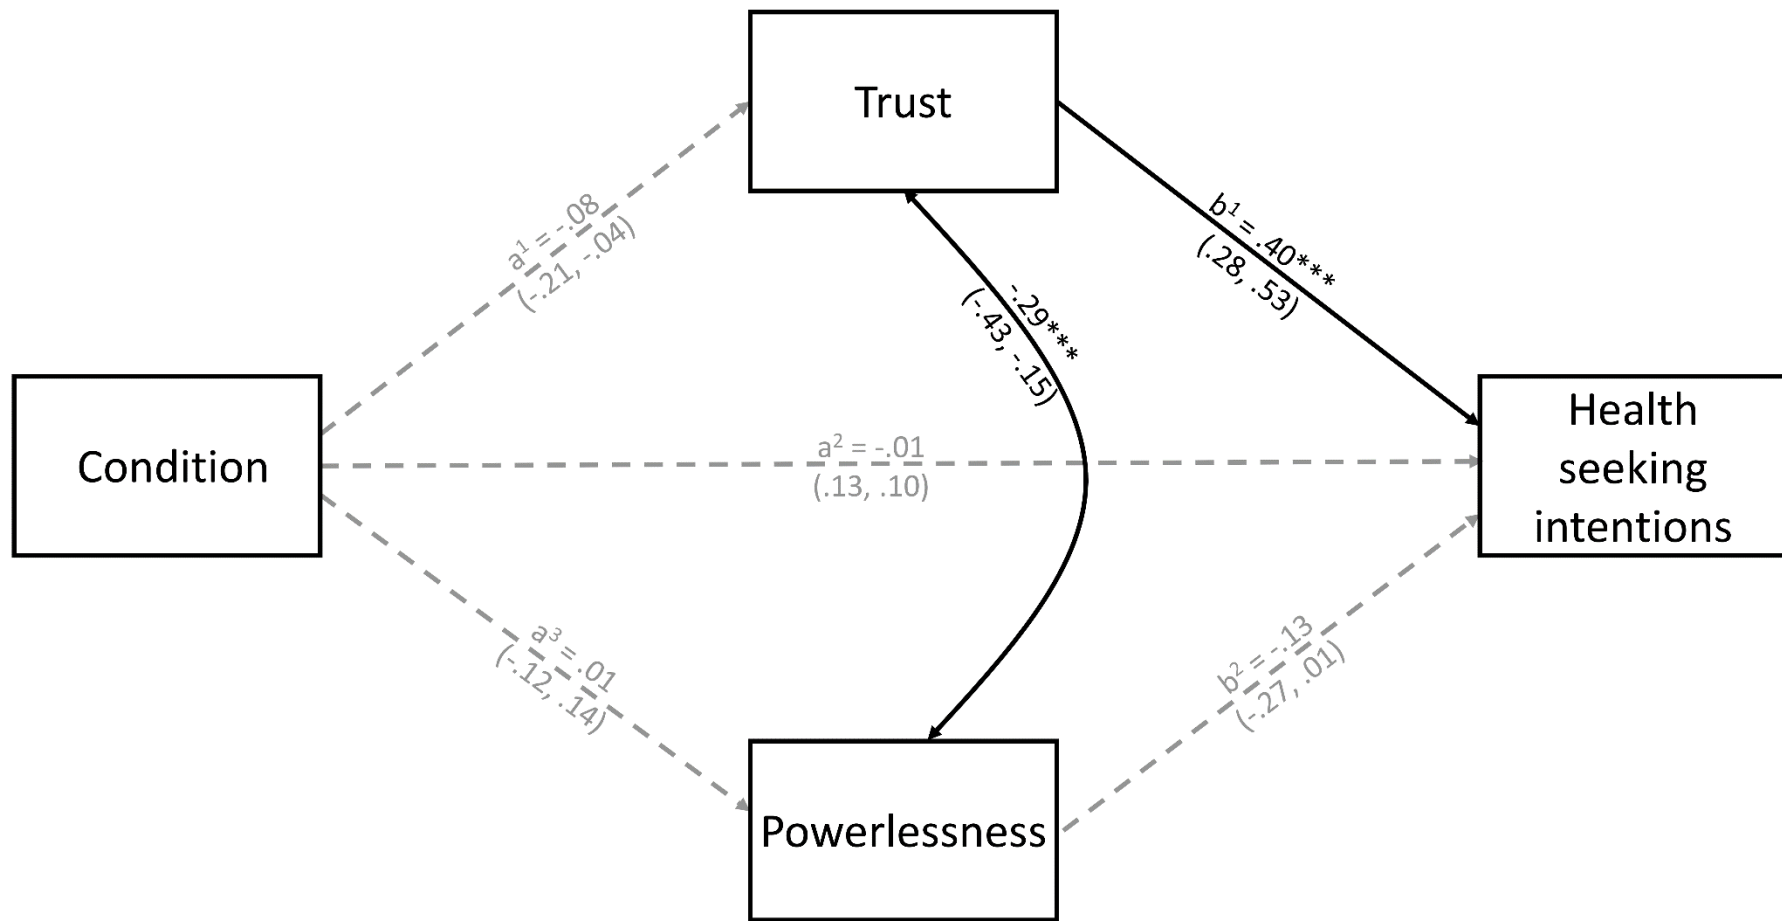 Trust
a¹ = -.08
(-.21, -.04)
b¹ = .40***
(.28, .53)
-.29***
(-.43, -.15)
Condition
a² = -.01
(.13, .10)
Health
seeking
intentions
a³ = .01
(-.12, .14)
b² = -.13
(-.27, .01)
Powerlessness